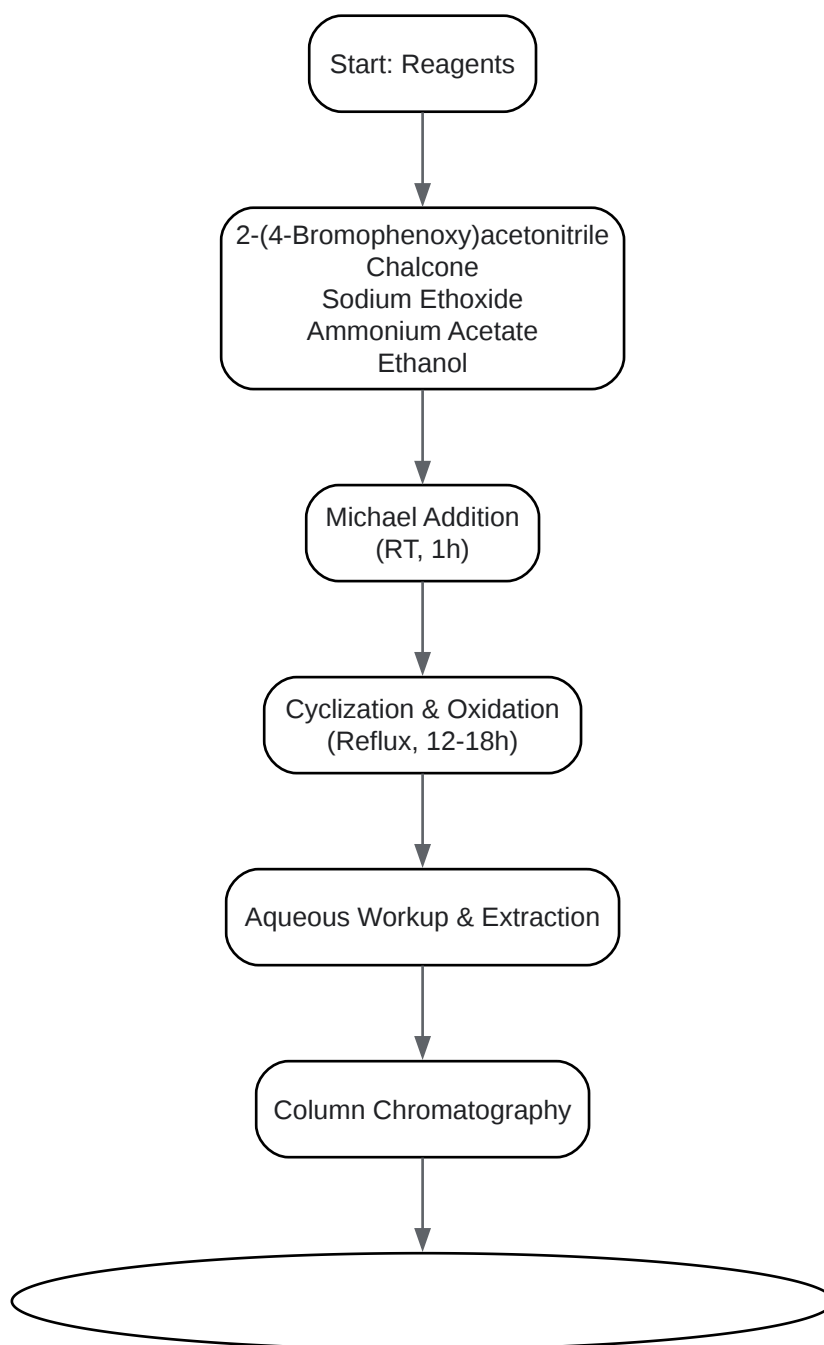 Start: Reagents
2-(4-Bromophenoxy)acetonitrile
Chalcone
Sodium Ethoxide
Ammonium Acetate
Ethanol
Michael Addition
(RT, 1h)
Cyclization & Oxidation
(Reflux, 12-18h)
Aqueous Workup & Extraction
Column Chromatography